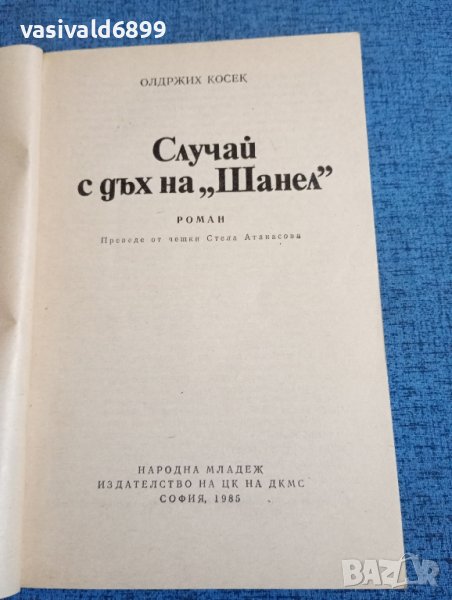 vasivald6899
ОЛДРЖИХ КОСЕК
Случай
с дъх на „Шанел”
РОМАН
Преведе от чешки Стела Атанасова
НАРОДНА МЛАДЕЖ
ИЗДАТЕЛСТВО НА ЦК НА ДКМС
СОФИЯ, 1985
BAZAR